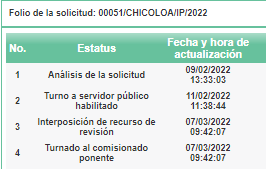 Folio de la solicitud: 00051/CHICOLOA/IP/2022
No. Estatus Fecha y hora de actualización
1 Análisis de la solicitud 09/02/2022 13:33:03
2 Turno a servidor público habilitado 11/02/2022 11:38:44
3 Interposición de recurso de revisión 07/03/2022 09:42:07
4 Turnado al comisionado ponente 07/03/2022 09:42:07